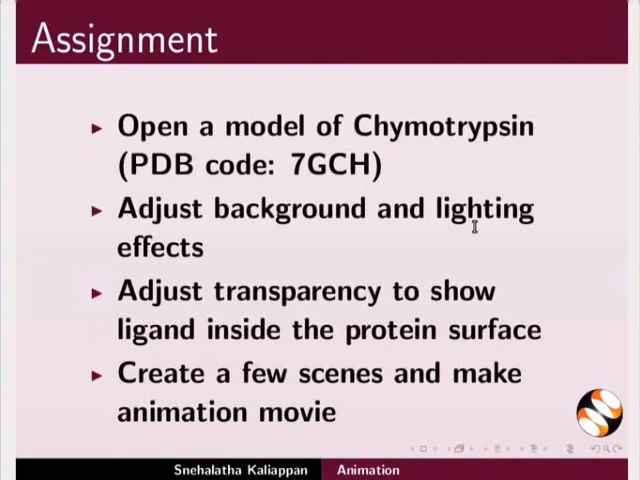 Assignment
Open a model of Chymotrypsin
(PDB code: 7GCH)
Adjust background and lighting
effects
Adjust transparency to show
ligand inside the protein surface
Create a few scenes and make
animation movie
Snehalatha Kaliappan Animation